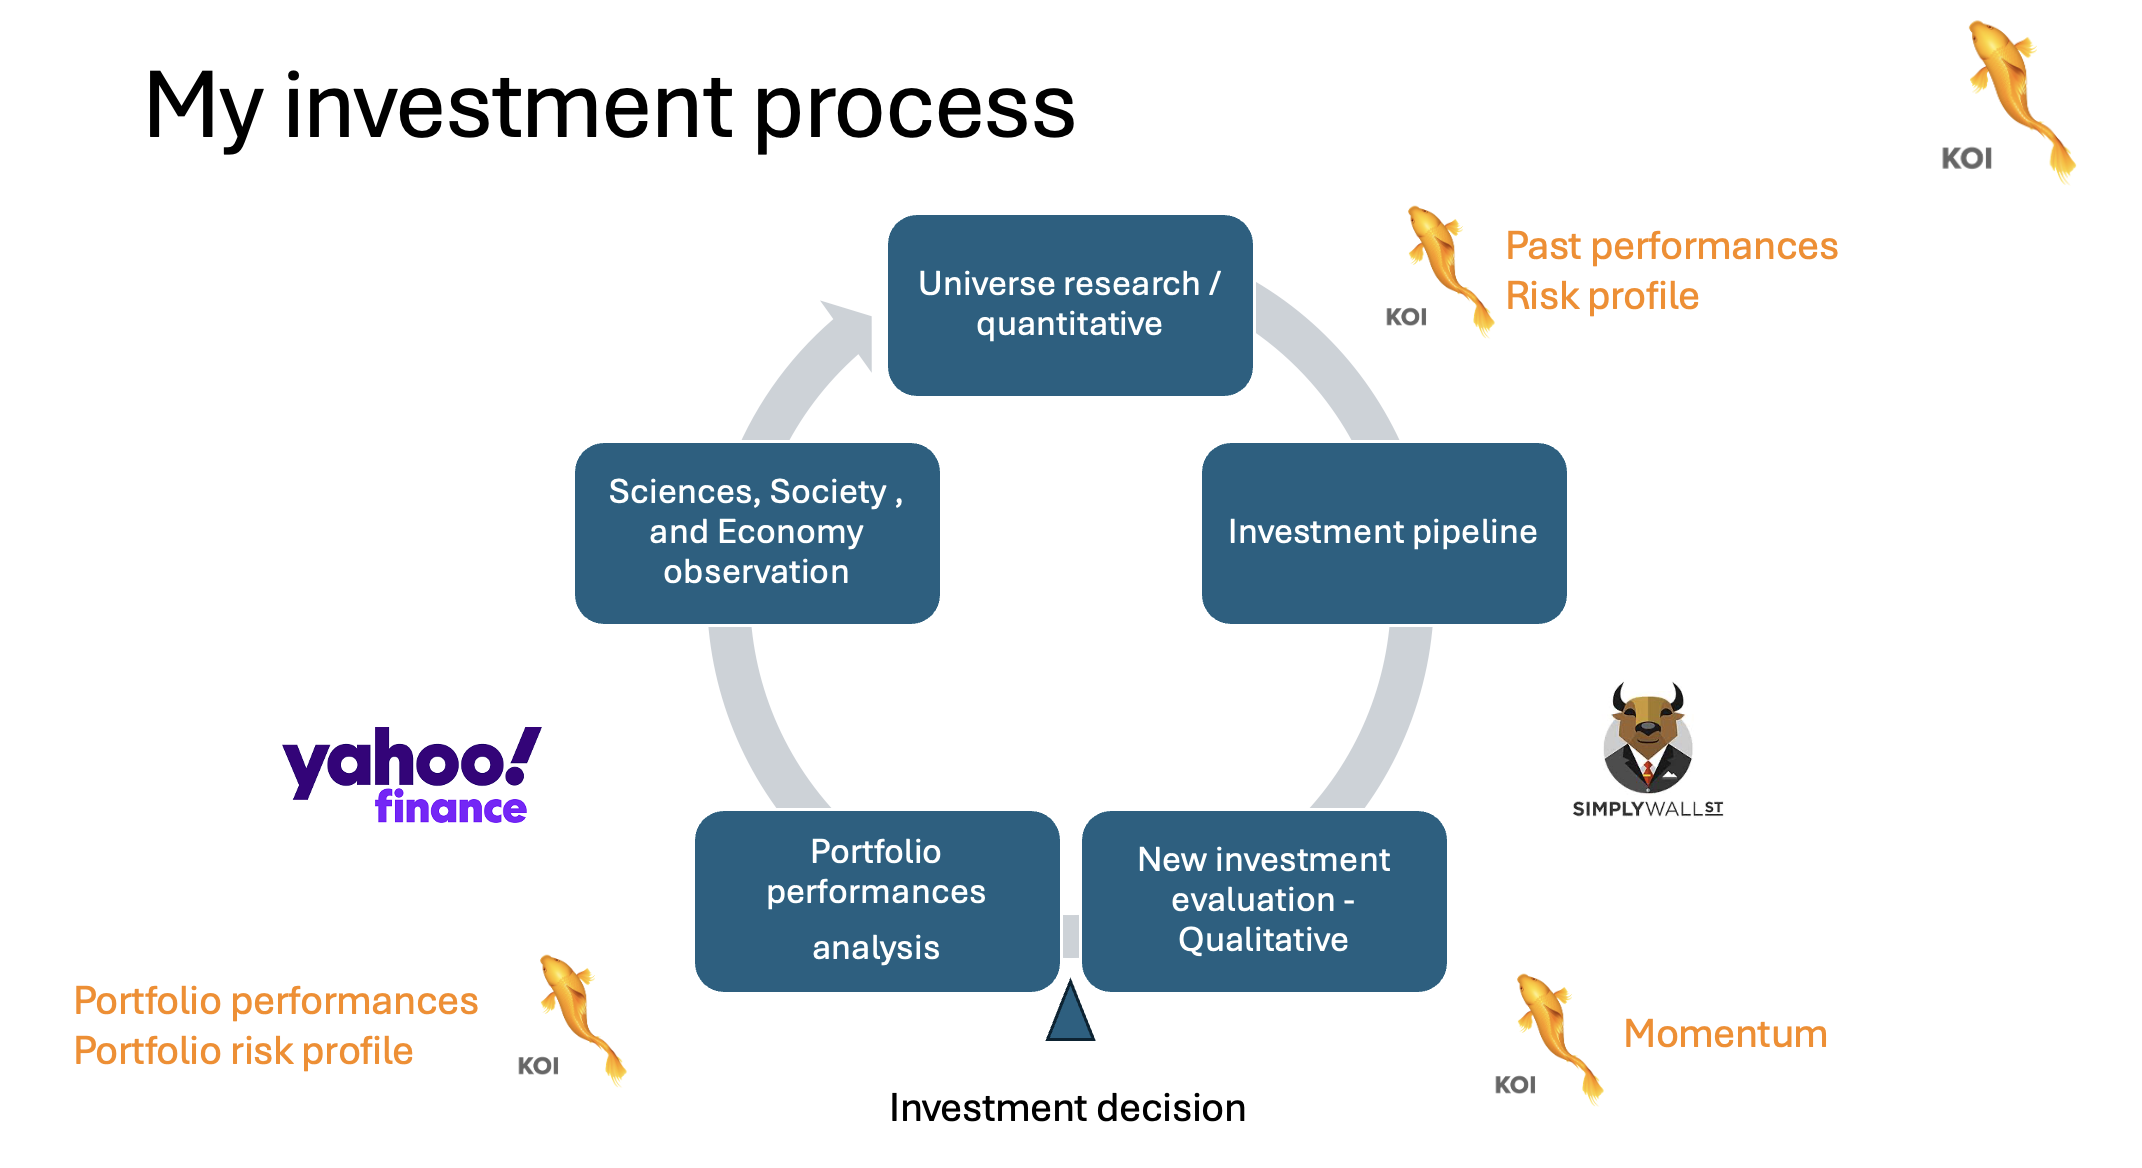 My investment process
KOI
Universe research /
quantitative
KOI
Past performances
Risk profile
Sciences, Society ,
and Economy
observation
Investment pipeline
yahoo!
finance
SIMPLYWALLST
Portfolio
performances
analysis
New investment
evaluation -
Qualitative
Portfolio performances
Portfolio risk profile
KOI
KOI
Momentum
Investment decision